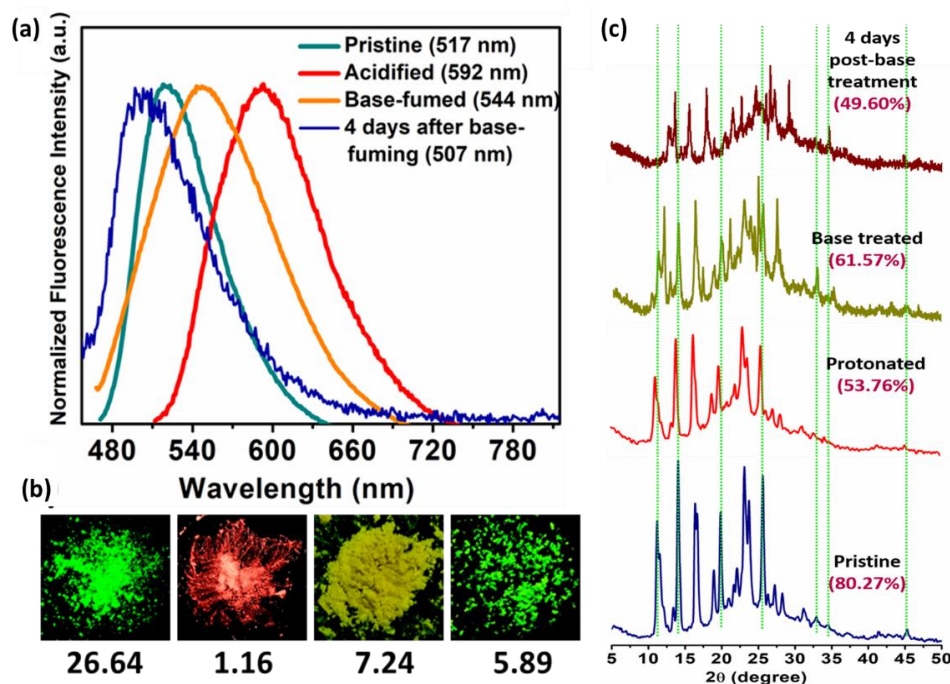 (a)
Normalized Fluorescence Intensity (a.u.)
Pristine (517 nm)
Acidified (592 nm)
Base-fumed (544 nm)
4 days after base-
fuming (507 nm)
480 540 600 660 720 780
Wavelength (nm)
(b)
26.64 1.16 7.24 5.89
(c)
4 days
post-base
treatment
(49.60%)
Base treated
(61.57%)
Protonated
(53.76%)
Pristine
(80.27%)
5 10 15 20 25 30 35 40 45 50
2θ (degree)